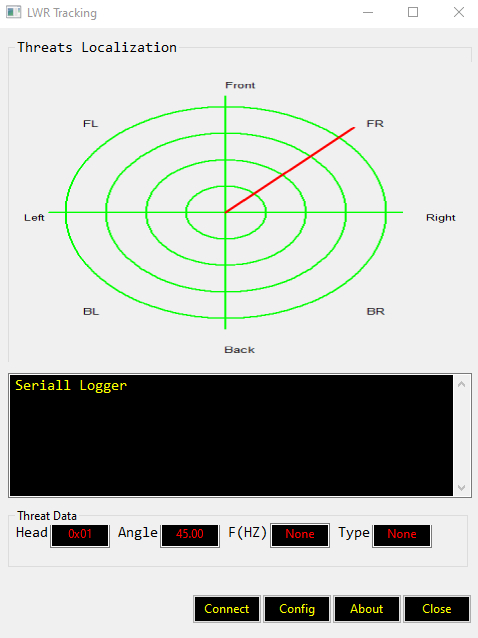 LWR Tracking
Threats Localization
Front
FL FR
Left Right
BL BR
Back
Seriall Logger
Threat Data
Head 0x01 Angle 45.00 F(HZ) None Type None
Connect Config About Close